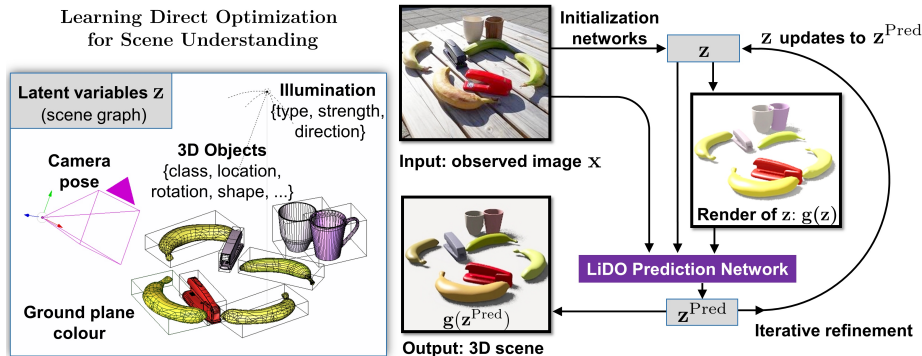 Learning Direct Optimization
for Scene Understanding
Latent variables z
(scene graph)
Illumination
{type, strength,
direction}
3D Objects
{class, location,
rotation, shape, ...}
Camera
pose
Ground plane
colour
Initialization
networks
z
z updates to z^Pred
Input: observed image x
Render of z: g(z)
LiDO Prediction Network
g(z^Pred)
z^Pred
Iterative refinement
Output: 3D scene